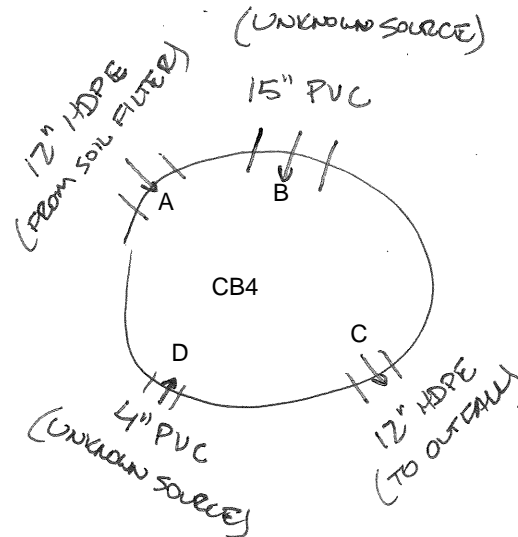 (UNKNOWN SOURCE)
15" PVC
12" HDPE
(FROM SOIL FILTER)
A
B
CB4
C
D
4" PVC
(UNKNOWN SOURCE)
12" HDPE
(TO OUTFALL)